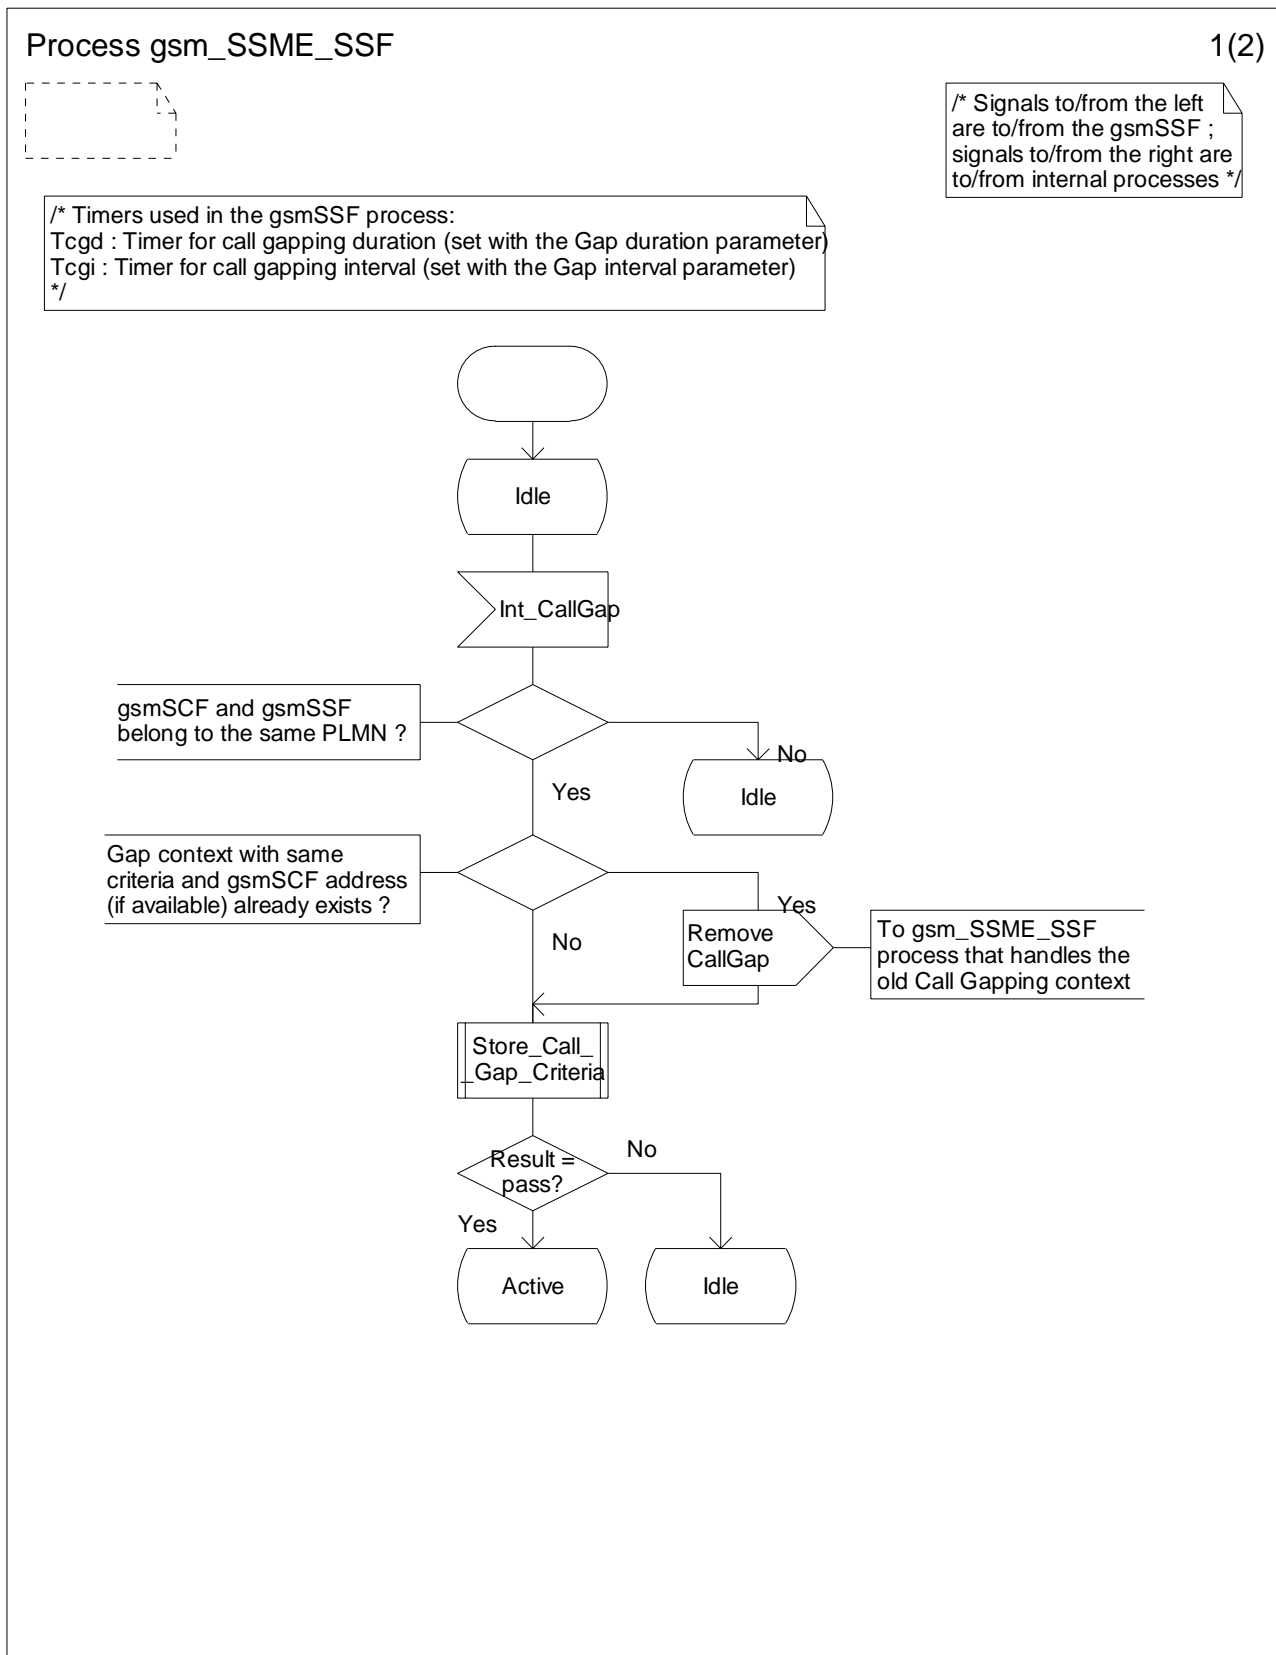 Process gsm_SSME_SSF
1(2)
/* Signals to/from the left
are to/from the gsmSSF ;
signals to/from the right are
to/from internal processes */
/* Timers used in the gsmSSF process:
Tcgd : Timer for call gapping duration (set with the Gap duration parameter)
Tcgi : Timer for call gapping interval (set with the Gap interval parameter)
*/
Idle
Int_CallGap
gsmSCF and gsmSSF
belong to the same PLMN ?
No
Idle
Yes
Gap context with same
criteria and gsmSCF address
(if available) already exists ?
Yes
Remove
CallGap
To gsm_SSME_SSF
process that handles the
old Call Gapping context
No
Store_Call_
_Gap_Criteria
Result =
pass?
No
Yes
Active
Idle